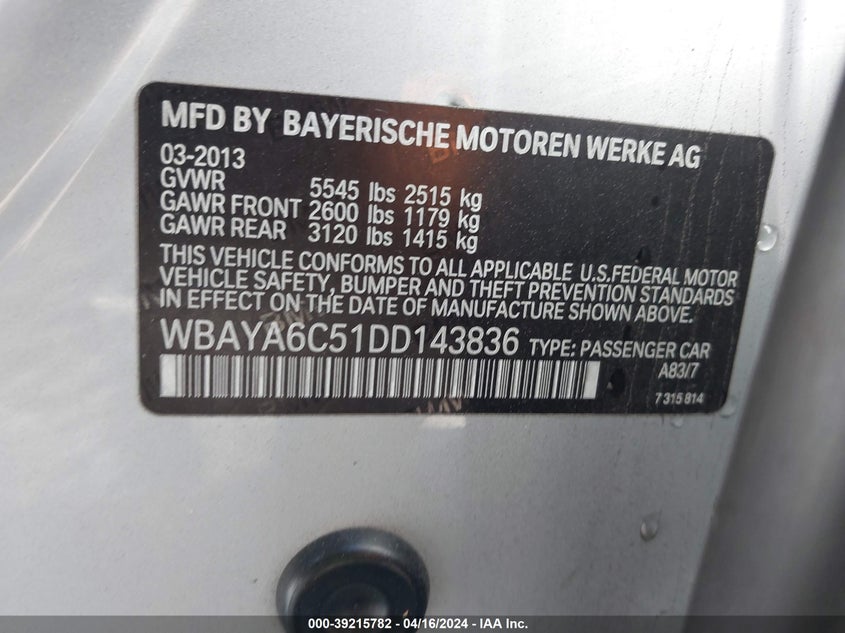 MFD BY BAYERISCHE MOTOREN WERKE AG
03-2013
GVWR 5545 lbs 2515 kg
GAWR FRONT 2600 lbs 1179 kg
GAWR REAR 3120 lbs 1415 kg
THIS VEHICLE CONFORMS TO ALL APPLICABLE U.S.FEDERAL MOTOR
VEHICLE SAFETY, BUMPER AND THEFT PREVENTION STANDARDS
IN EFFECT ON THE DATE OF MANUFACTURE SHOWN ABOVE.
WBAYA6C51DD143836 TYPE: PASSENGER CAR
A83/7
7 315 814
000-39215782 - 04/16/2024 - IAAI.com